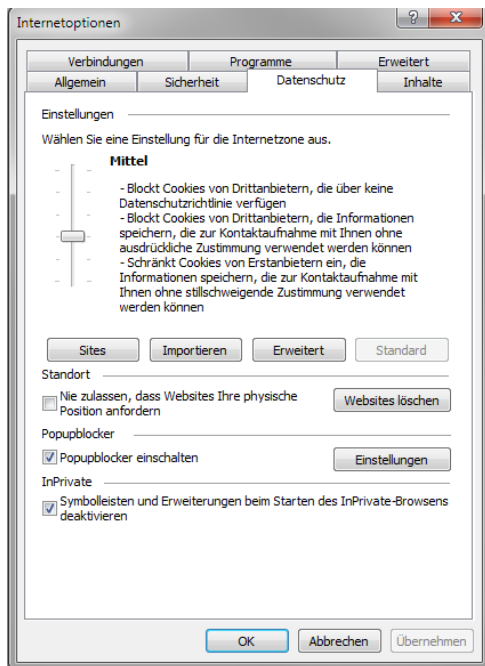 Internetoptionen
Verbindungen Programme Erweitert
Allgemein Sicherheit Datenschutz Inhalte
Einstellungen
Wählen Sie eine Einstellung für die Internetzone aus.
Mittel
- Blockt Cookies von Drittanbietern, die über keine
Datenschutzrichtlinie verfügen
- Blockt Cookies von Drittanbietern, die Informationen
speichern, die zur Kontaktaufnahme mit Ihnen ohne
ausdrückliche Zustimmung verwendet werden können
- Schränkt Cookies von Erstanbietern ein, die
Informationen speichern, die zur Kontaktaufnahme mit
Ihnen ohne stillschweigende Zustimmung verwendet
werden können
Sites Importieren Erweitert Standard
Standort
Nie zulassen, dass Websites Ihre physische
Position anfordern
Websites löschen
Popupblocker
Popupblocker einschalten
Einstellungen
InPrivate
Symbolleisten und Erweiterungen beim Starten des InPrivate-Browsens
deaktivieren
OK Abbrechen Übernehmen